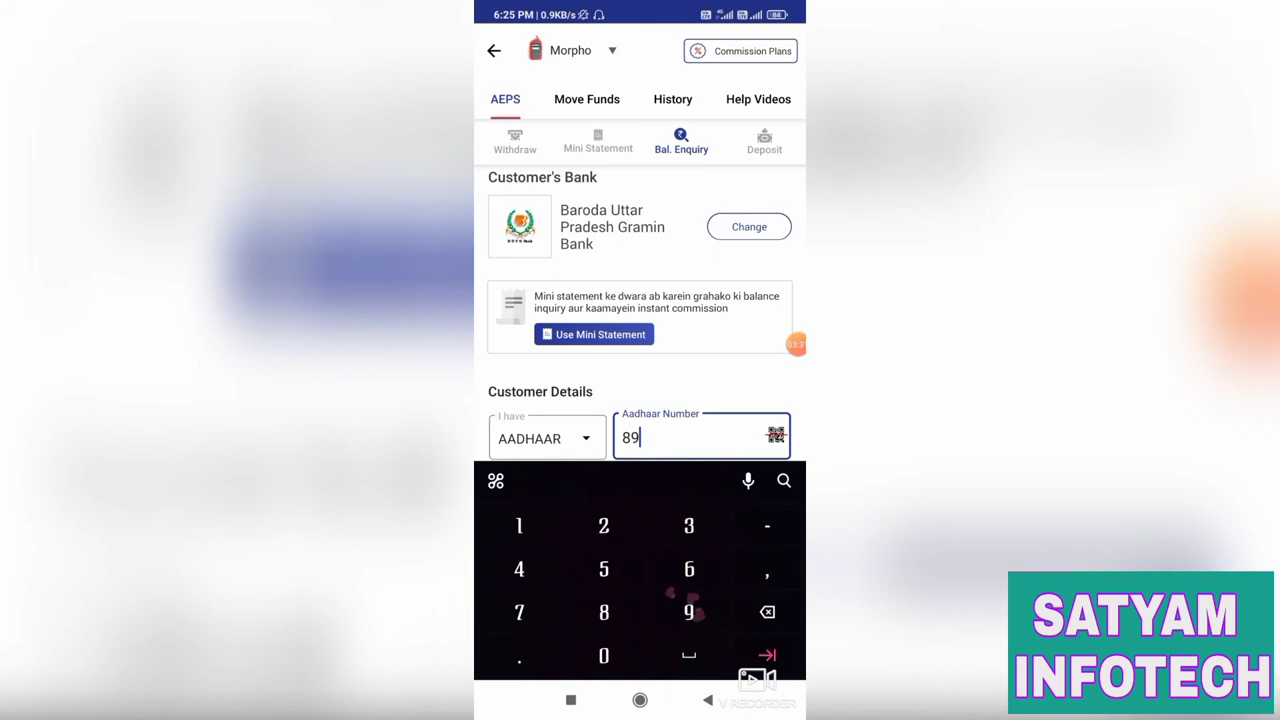 6:25 PM | 0.9KB/s
84
Morpho
Commission Plans
AEPS
Move Funds
History
Help Videos
Withdraw
Mini Statement
Bal. Enquiry
Deposit
Customer's Bank
Baroda Uttar
Pradesh Gramin
Bank
Change
Mini statement ke dwara ab karein grahako ki balance
inquiry aur kaamayein instant commission
Use Mini Statement
Customer Details
I have
AADHAAR
Aadhaar Number
89
1 2 3 -
4 5 6 ,
7 8 9
. 0
V RECORDER
SATYAM
INFOTECH